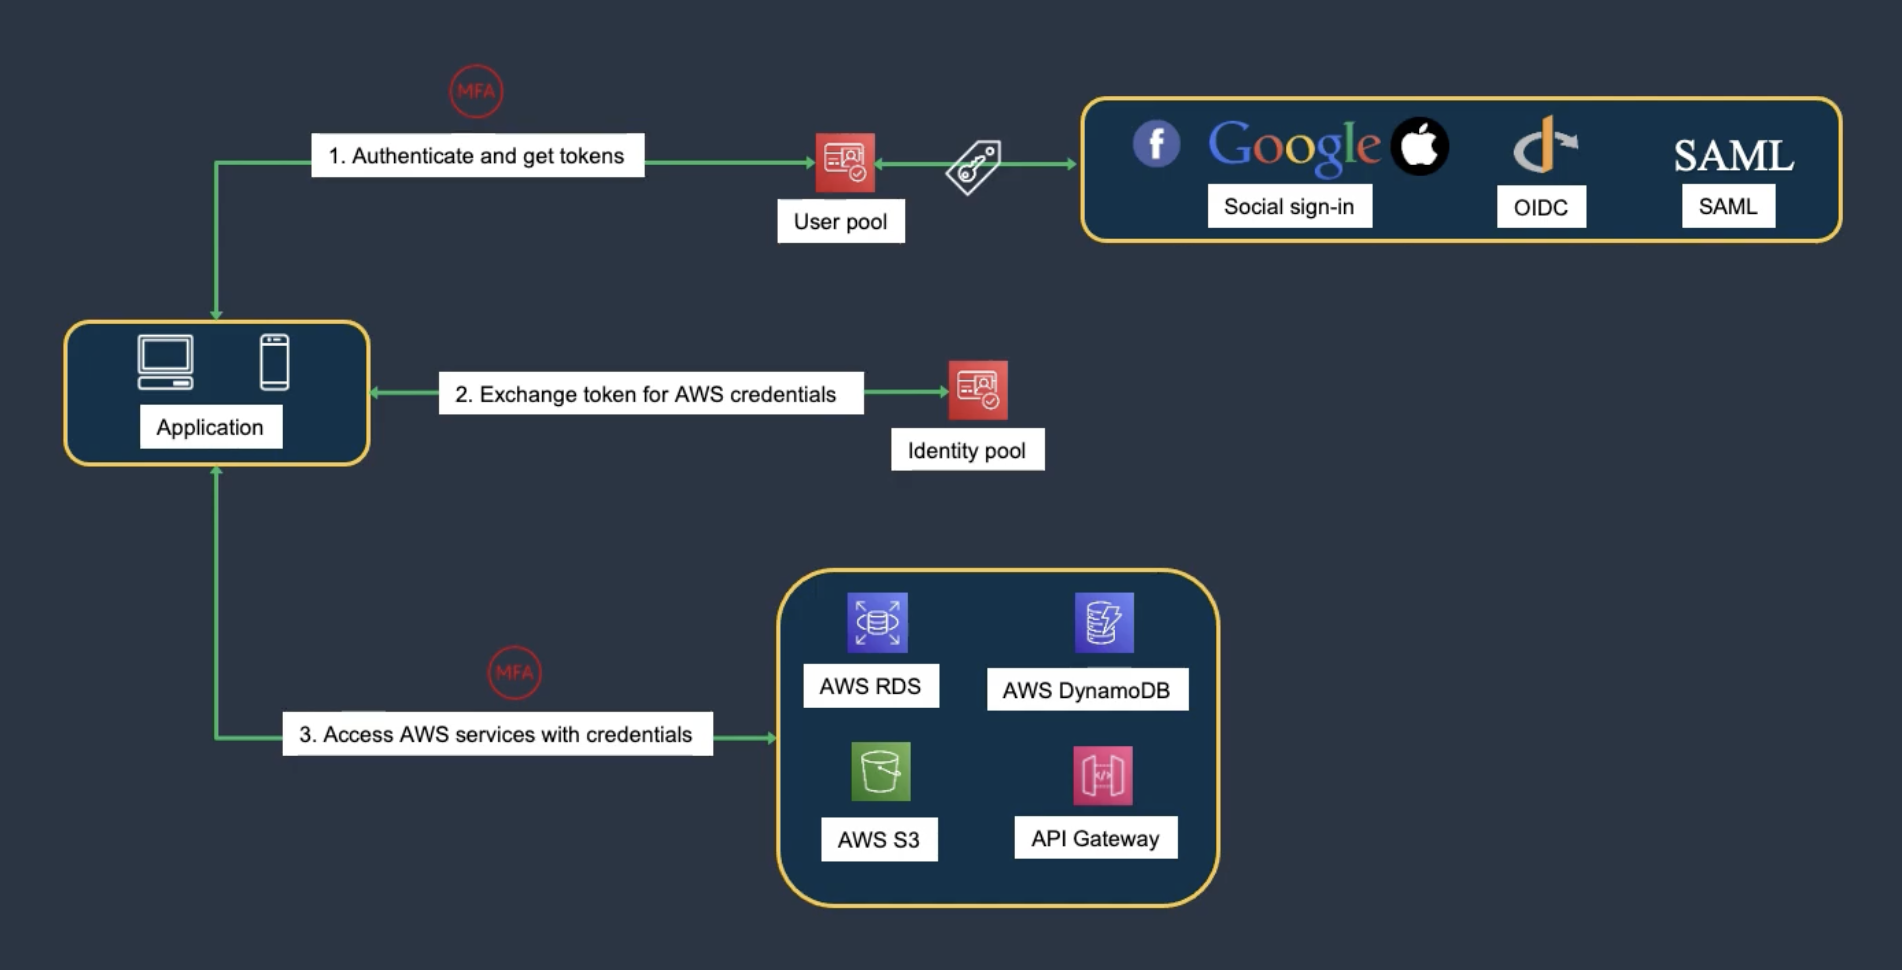 MFA
1. Authenticate and get tokens
User pool
f
Google
Social sign-in
OIDC
SAML
SAML
Application
2. Exchange token for AWS credentials
Identity pool
MFA
3. Access AWS services with credentials
AWS RDS
AWS DynamoDB
AWS S3
</>
API Gateway